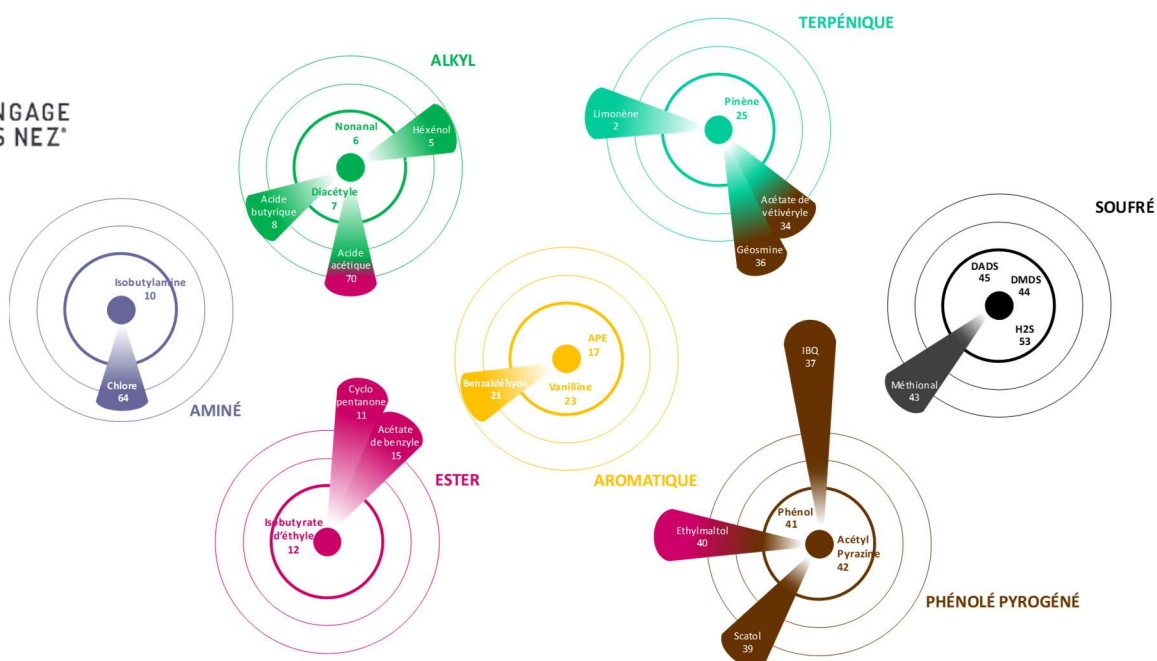 NGAGE
S NEZ®
ALKYL
Nonanal
6
Héxénol
5
Diacétyle
7
Acide
butyrique
8
Acide
acétique
70
TERPÉNIQUE
Pinène
25
Limonène
2
Acétate de
vétivéryle
34
Géosmine
36
SOUFRÉ
DADS
45
DMDS
44
H2S
53
Méthional
43
Isobutylamine
10
Chlore
64
AMINÉ
APE
17
Benzaldéhyde
21
Vanilline
23
AROMATIQUE
Cyclo
pentanone
11
Acétate
de benzyle
15
ESTER
Isobutyrate
d'éthyle
12
IBQ
37
Phénol
41
Ethylmaltol
40
Acétyl
Pyrazine
42
Scatol
39
PHÉNOLÉ PYROGÉNÉ